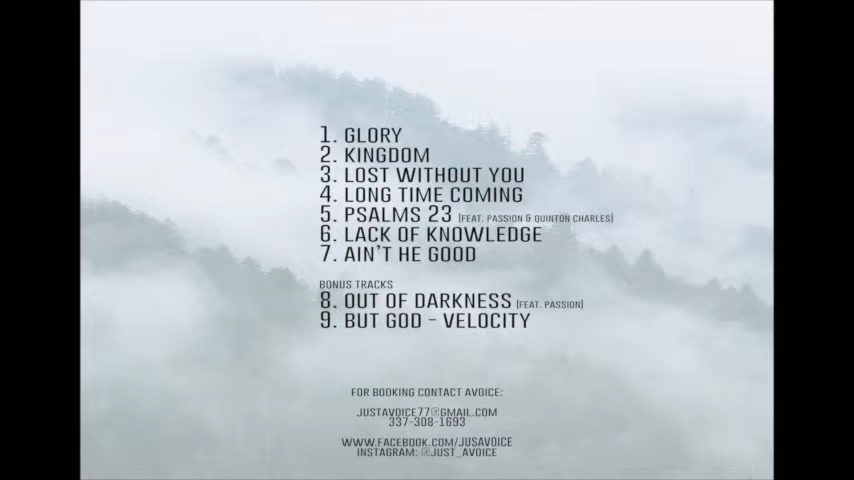 1. GLORY
2. KINGDOM
3. LOST WITHOUT YOU
4. LONG TIME COMING
5. PSALMS 23 (FEAT. PASSION & QUINTON CHARLES)
6. LACK OF KNOWLEDGE
7. AIN'T HE GOOD
BONUS TRACKS
8. OUT OF DARKNESS (FEAT. PASSION)
9. BUT GOD - VELOCITY
FOR BOOKING CONTACT AVOICE:
JUSTAVOICE77@GMAIL.COM
337-308-1693
WWW.FACEBOOK.COM/JUSAVOICE
INSTAGRAM: @JUST_AVOICE